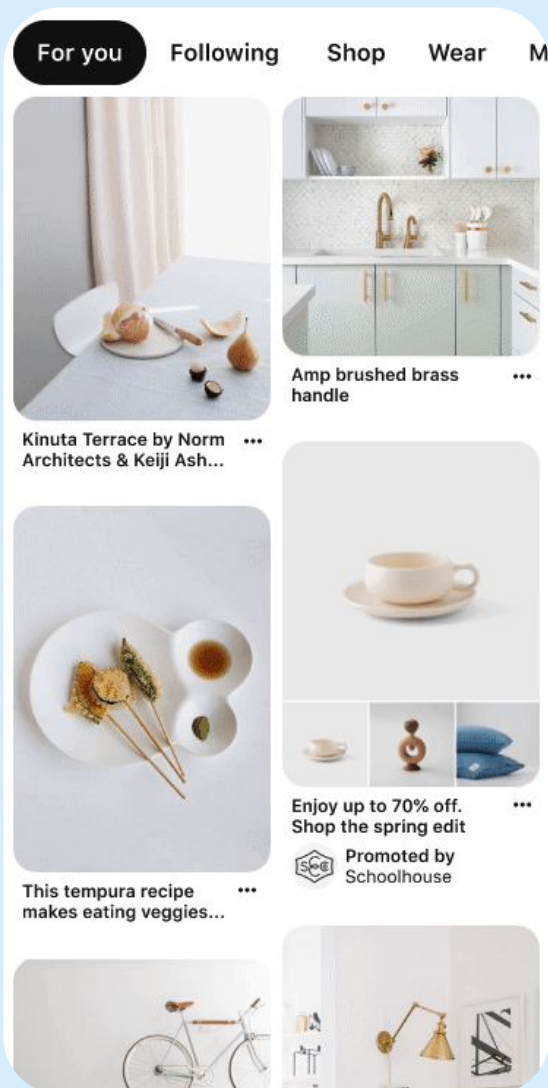 For you
Following
Shop
Wear
M
Kinuta Terrace by Norm
Architects & Keiji Ash...
Amp brushed brass
handle
This tempura recipe
makes eating veggies...
Enjoy up to 70% off.
Shop the spring edit
Promoted by
Schoolhouse